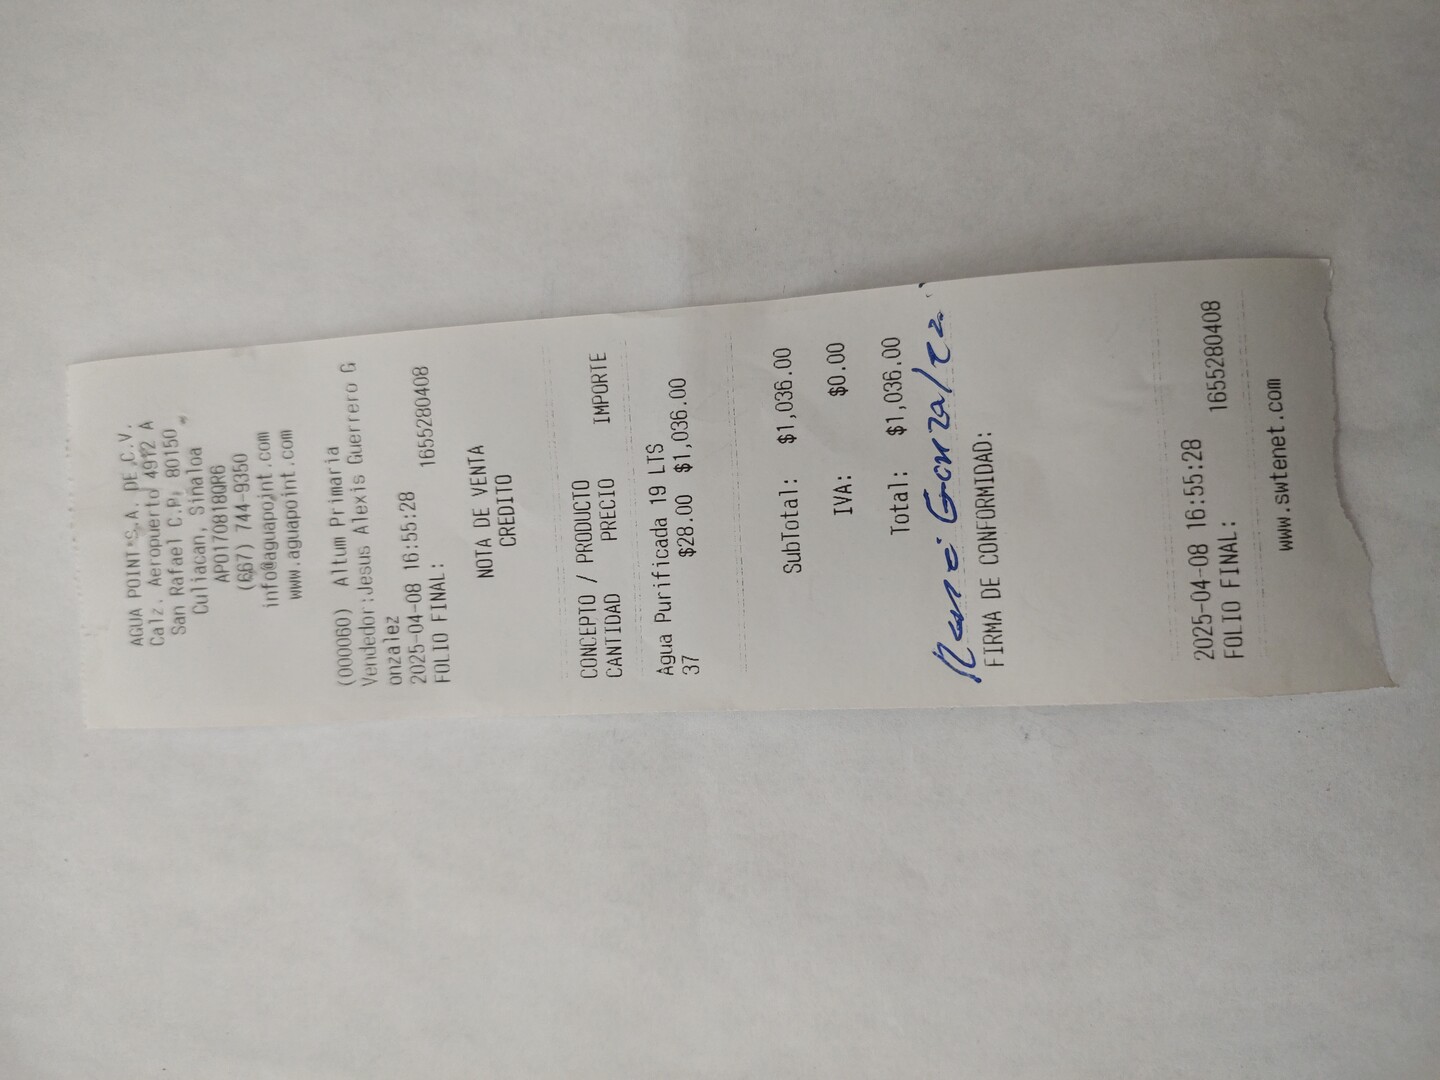 AGUA POINT S.A. DE C.V.
Calz. Aeropuerto 4912 A
San Rafael C.P. 80150
Culiacan, Sinaloa
APO170818QR6
(667) 744-9350
info@aguapoint.com
www.aguapoint.com
(000060) Altum Primaria
Vendedor:Jesus Alexis Guerrero G
onzalez
2025-04-08 16:55:28
FOLIO FINAL: 1655280408
NOTA DE VENTA
CREDITO
CONCEPTO / PRODUCTO
CANTIDAD PRECIO IMPORTE
Agua Purificada 19 LTS
37 $28.00 $1,036.00
SubTotal: $1,036.00
IVA: $0.00
Total: $1,036.00
Gonzalez
FIRMA DE CONFORMIDAD:
2025-04-08 16:55:28
FOLIO FINAL: 1655280408
www.swtenet.com